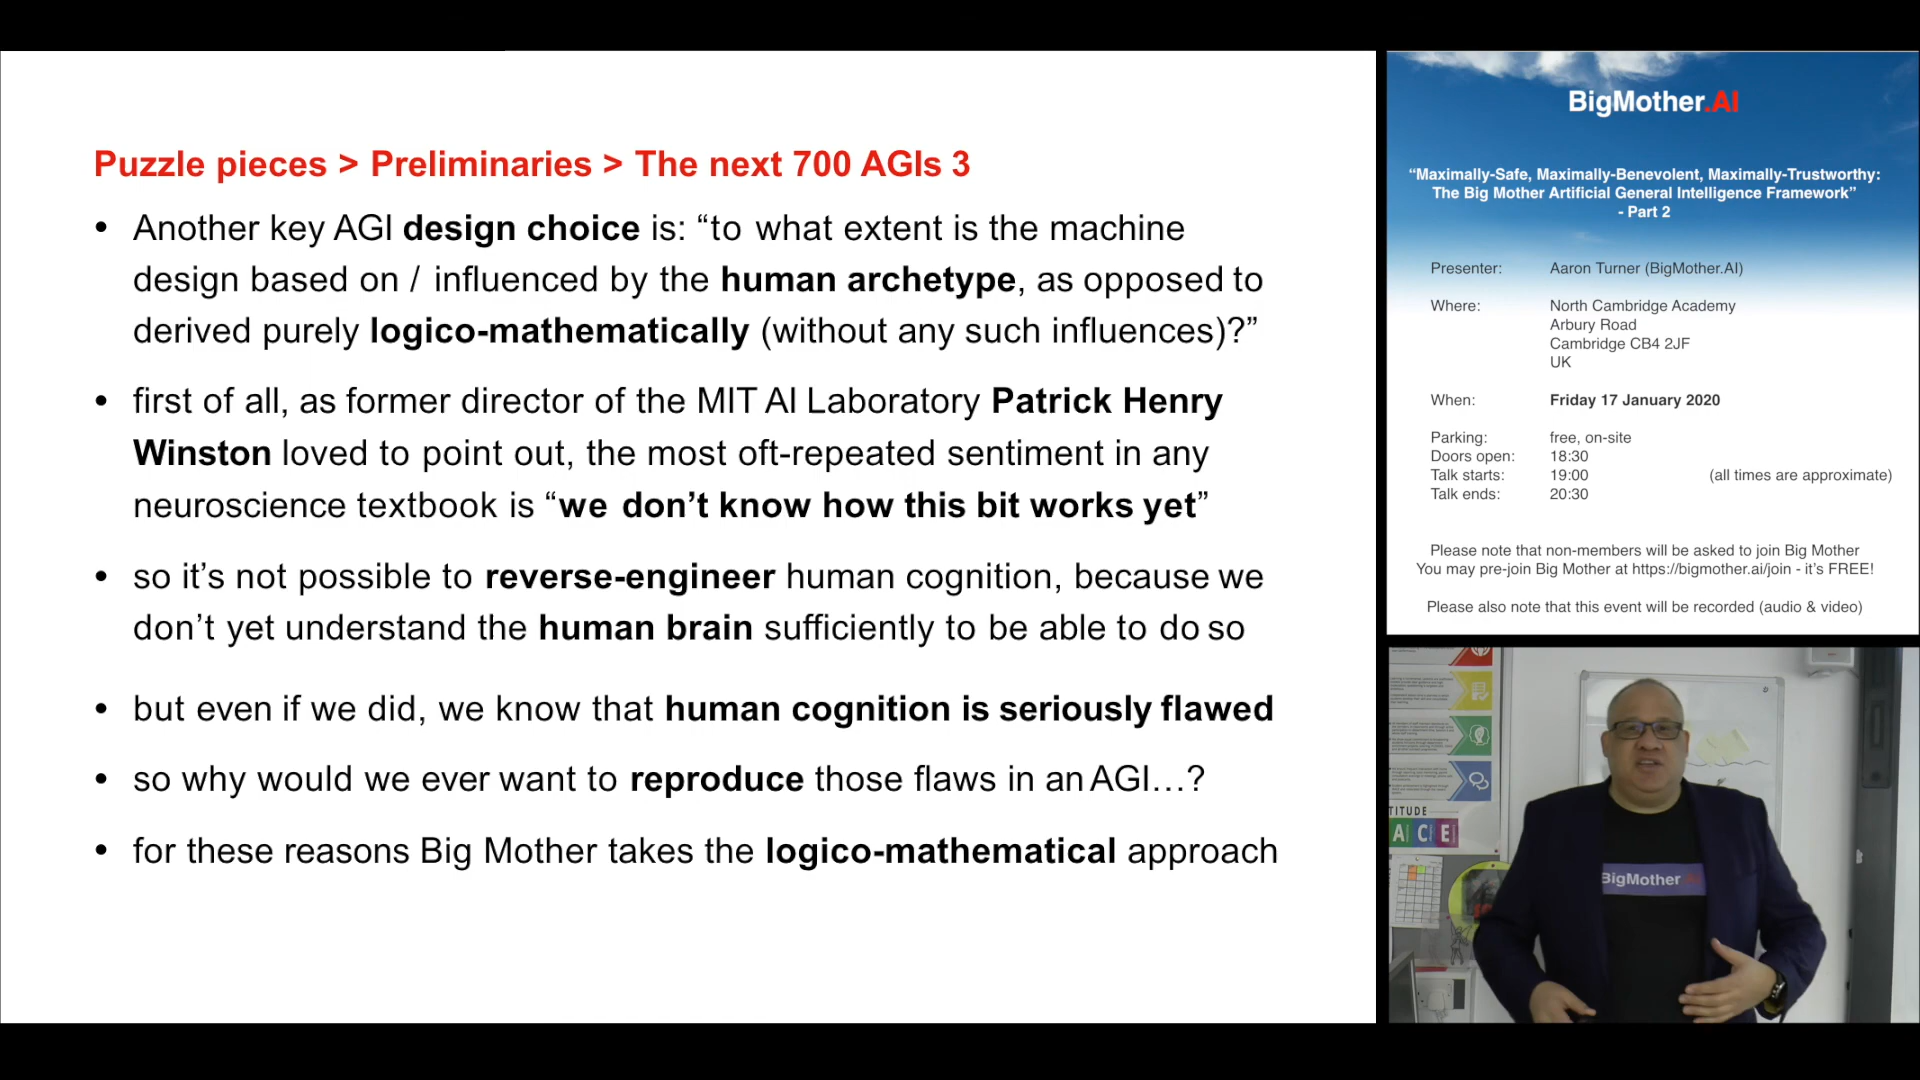 Puzzle pieces > Preliminaries > The next 700 AGIs 3
• Another key AGI design choice is: “to what extent is the machine
design based on / influenced by the human archetype, as opposed to
derived purely logico-mathematically (without any such influences)?”
• first of all, as former director of the MIT AI Laboratory Patrick Henry
Winston loved to point out, the most oft-repeated sentiment in any
neuroscience textbook is “we don’t know how this bit works yet”
• so it’s not possible to reverse-engineer human cognition, because we
don’t yet understand the human brain sufficiently to be able to do so
• but even if we did, we know that human cognition is seriously flawed
• so why would we ever want to reproduce those flaws in an AGI…?
• for these reasons Big Mother takes the logico-mathematical approach
BigMother.AI
“Maximally-Safe, Maximally-Benevolent, Maximally-Trustworthy:
The Big Mother Artificial General Intelligence Framework”
- Part 2
Presenter: Aaron Turner (BigMother.AI)
Where: North Cambridge Academy
Arbury Road
Cambridge CB4 2JF
UK
When: Friday 17 January 2020
Parking: free, on-site
Doors open: 18:30
Talk starts: 19:00 (all times are approximate)
Talk ends: 20:30
Please note that non-members will be asked to join Big Mother
You may pre-join Big Mother at https://bigmother.ai/join - it’s FREE!
Please also note that this event will be recorded (audio & video)
TITUDE
ACE
BigMother